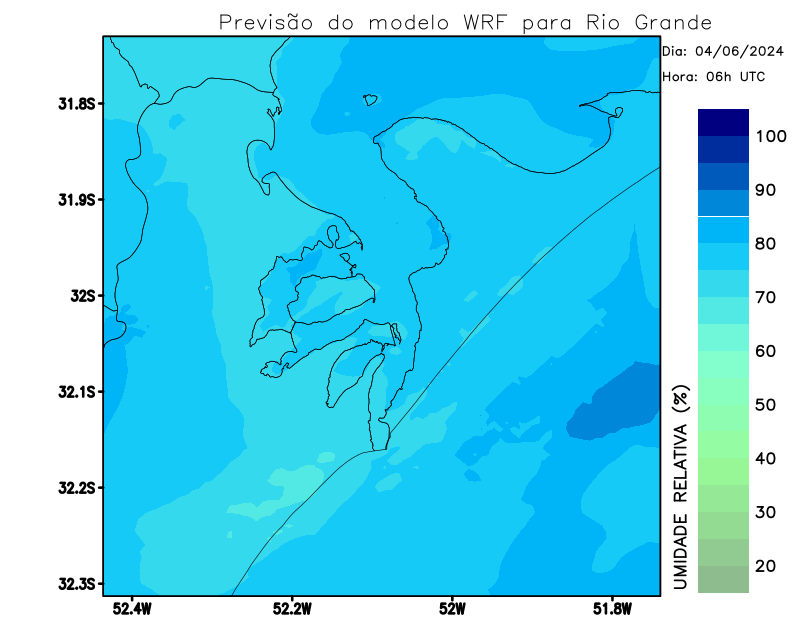 Previsão do modelo WRF para Rio Grande
Dia: 04/06/2024
Hora: 06h UTC
31.8S
31.9S
32S
32.1S
32.2S
32.3S
52.4W
52.2W
52W
51.8W
100
90
80
70
60
50
40
30
20
UMIDADE RELATIVA (%)